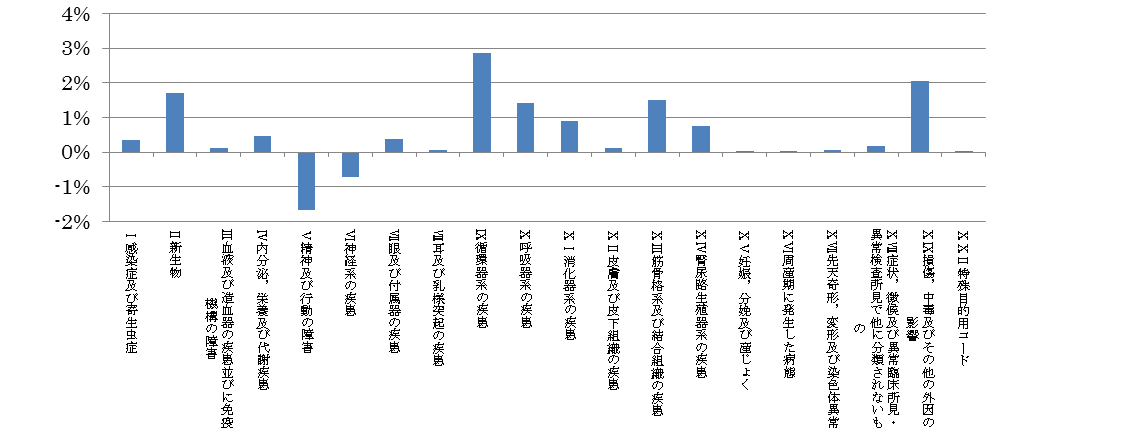 4%
3%
2%
1%
0%
-1%
-2%
Ⅰ感染症及び寄生虫症
Ⅱ新生物
Ⅲ血液及び造血器の疾患並びに免疫
機構の障害
Ⅳ内分泌，栄養及び代謝疾患
Ⅴ精神及び行動の障害
Ⅵ神経系の疾患
Ⅶ眼及び付属器の疾患
Ⅷ耳及び乳様突起の疾患
Ⅸ循環器系の疾患
Ⅹ呼吸器系の疾患
ⅩⅠ消化器系の疾患
ⅩⅡ皮膚及び皮下組織の疾患
ⅩⅢ筋骨格系及び結合組織の疾患
ⅩⅣ腎尿路生殖器系の疾患
ⅩⅤ妊娠，分娩及び産じょく
ⅩⅥ周産期に発生した病態
ⅩⅦ先天奇形，変形及び染色体異常
ⅩⅧ症状，徴候及び異常臨床所見・
異常検査所見で他に分類されないも
の
ⅩⅨ損傷，中毒及びその他の外因の
影響
ⅩⅩⅠ特殊目的用コード